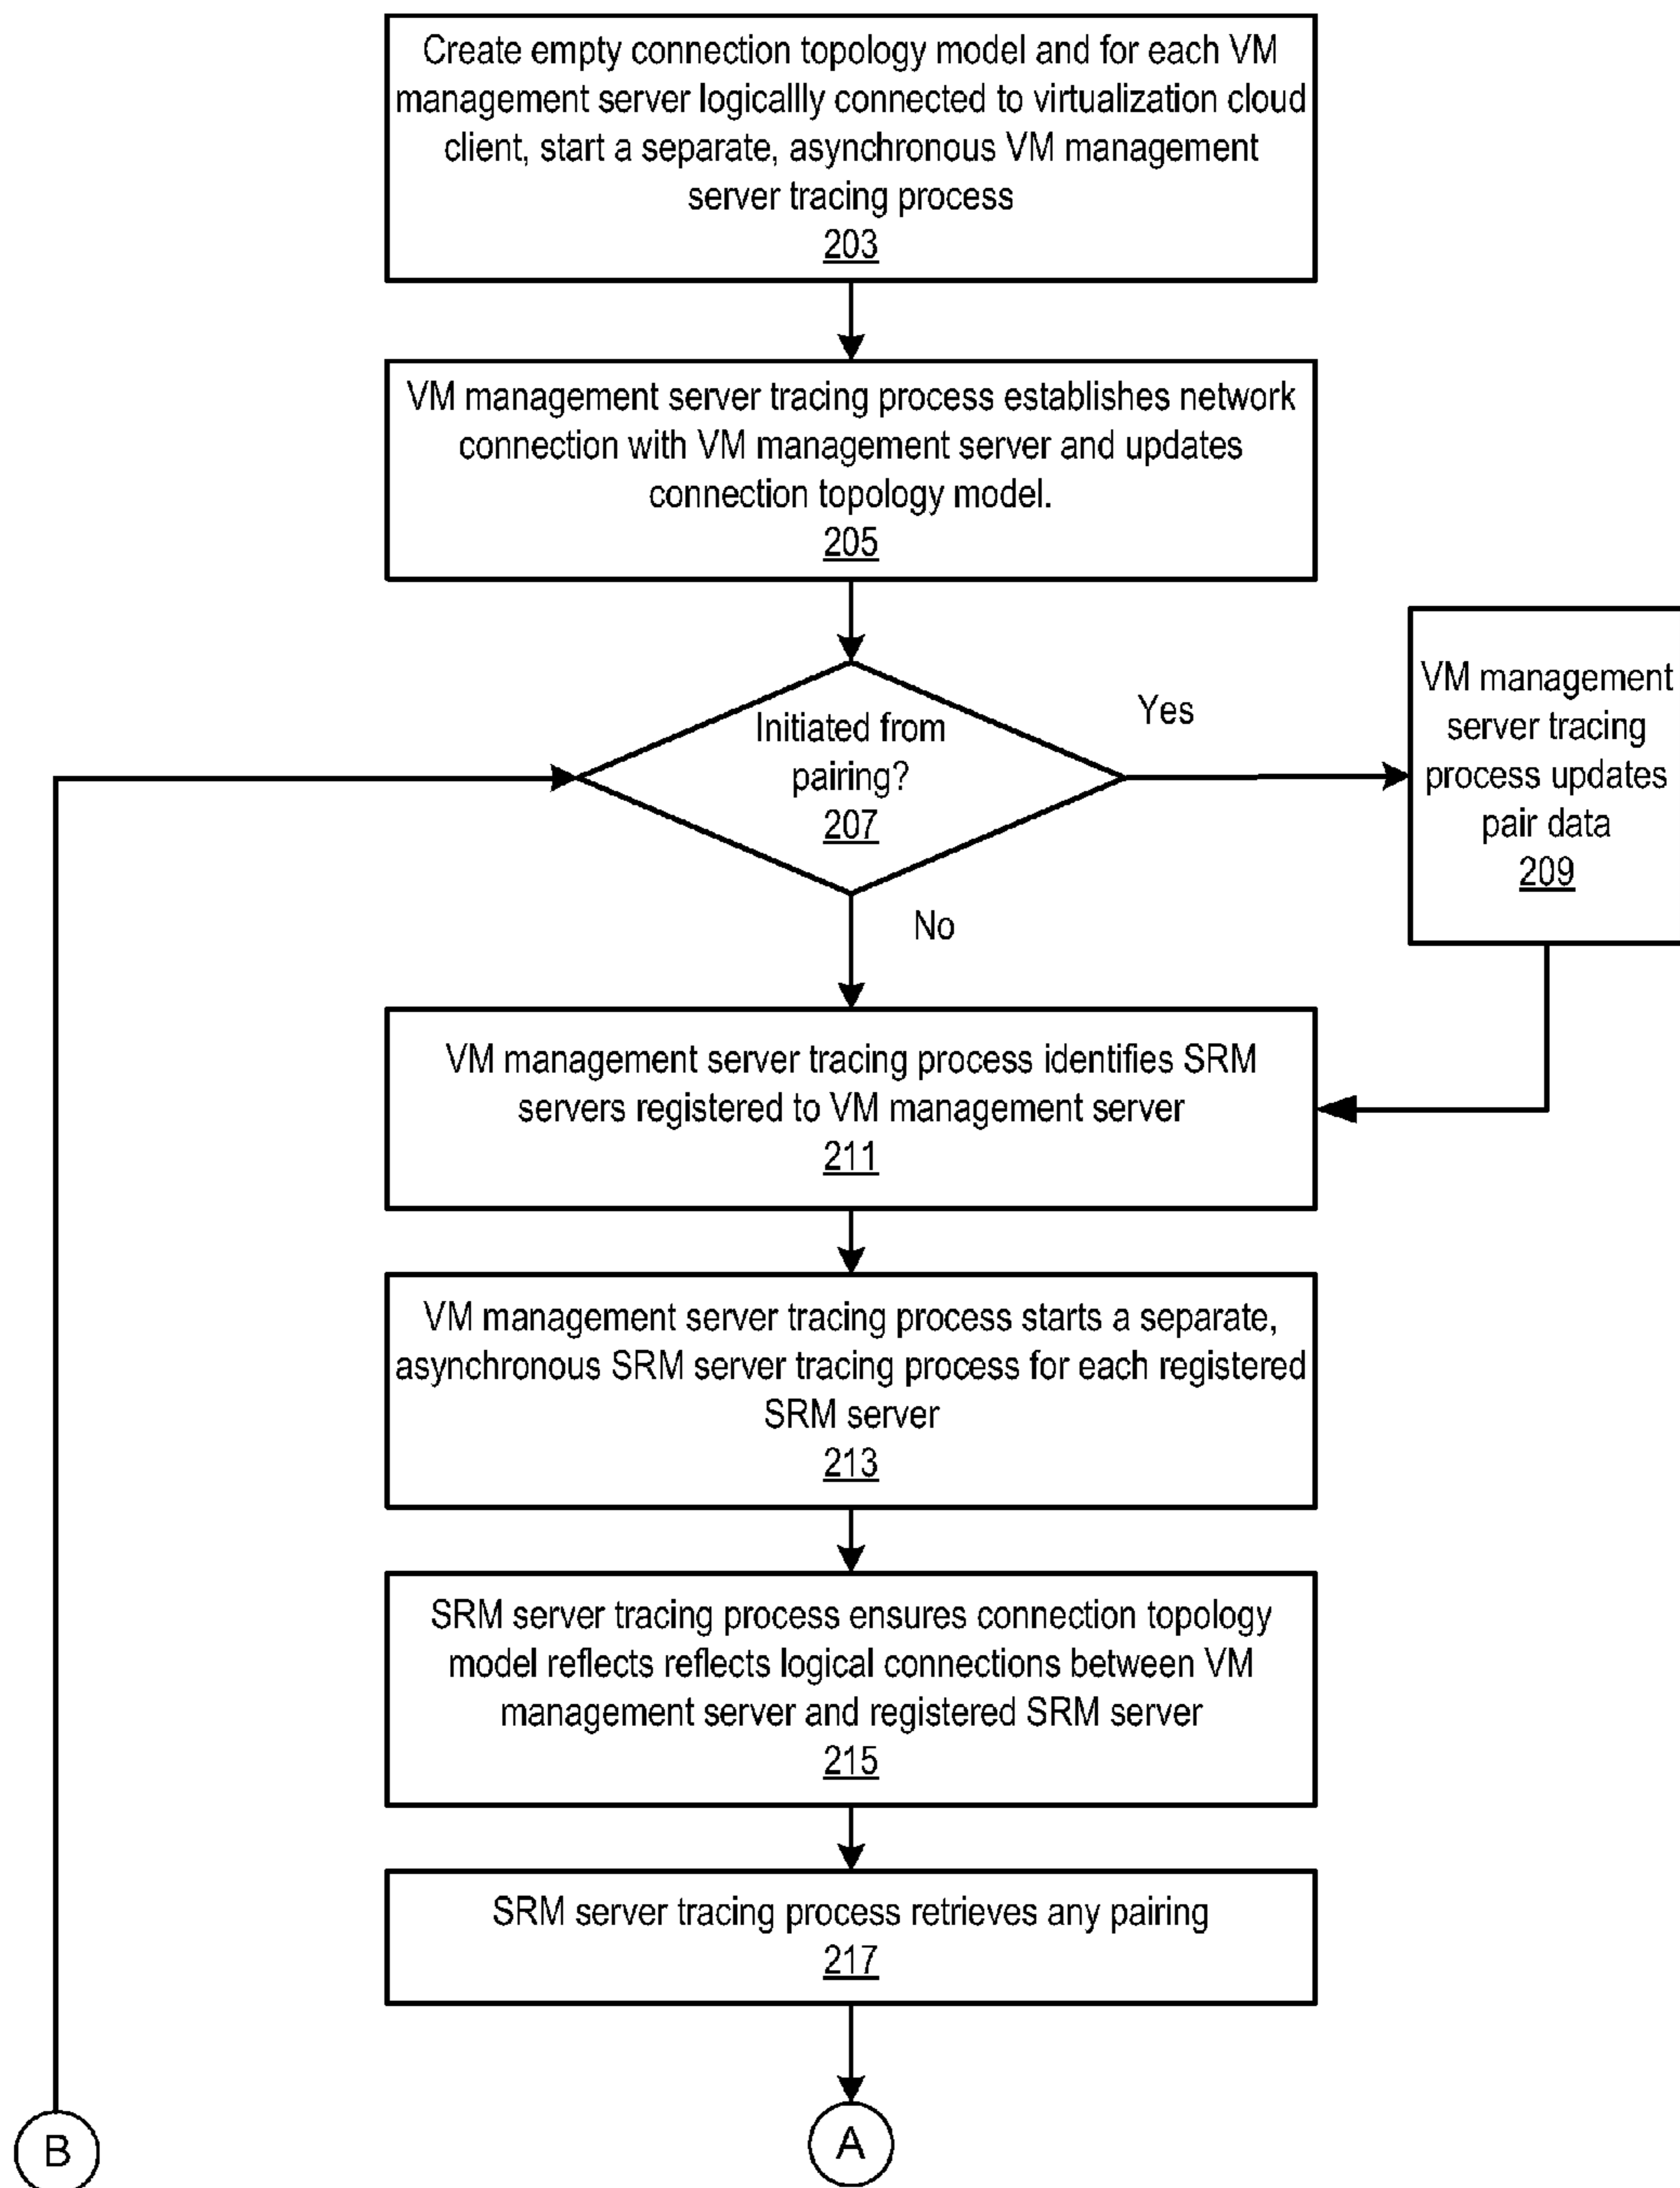 Create empty connection topology model and for each VM
management server logicallly connected to virtualization cloud
client, start a separate, asynchronous VM management
server tracing process
203
VM management server tracing process establishes network
connection with VM management server and updates
connection topology model.
205
Initiated from
pairing?
207
Yes
No
VM management
server tracing
process updates
pair data
209
VM management server tracing process identifies SRM
servers registered to VM management server
211
VM management server tracing process starts a separate,
asynchronous SRM server tracing process for each registered
SRM server
213
SRM server tracing process ensures connection topology
model reflects reflects logical connections between VM
management server and registered SRM server
215
SRM server tracing process retrieves any pairing
217
B
A